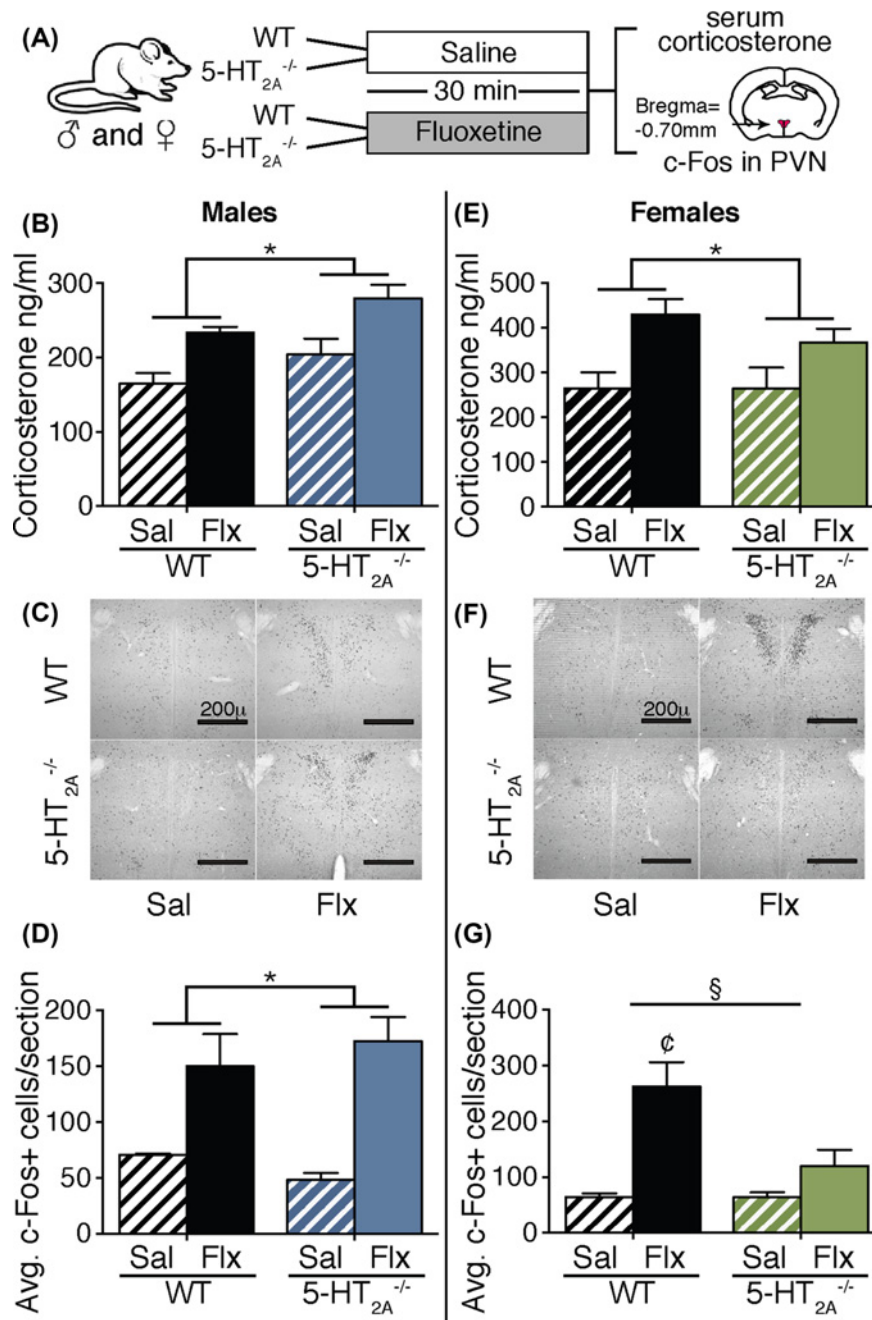 (A)
WT
5-HT2A-/-
Saline
30 min
WT
5-HT2A-/-
Fluoxetine
♂ and ♀
serum
corticosterone
Bregma=
-0.70mm
c-Fos in PVN
(B)
Males
Corticosterone ng/ml
300
200
100
0
*
Sal Flx Sal Flx
WT 5-HT2A-/-
(E)
Females
Corticosterone ng/ml
500
400
300
200
100
0
*
Sal Flx Sal Flx
WT 5-HT2A-/-
(C)
WT
200µ
5-HT2A-/-
Sal Flx
(F)
WT
200µ
5-HT2A-/-
Sal Flx
(D)
Avg. c-Fos+ cells/section
200
150
100
50
0
*
Sal Flx Sal Flx
WT 5-HT2A-/-
(G)
Avg. c-Fos+ cells/section
400
300
200
100
0
§
¢
Sal Flx Sal Flx
WT 5-HT2A-/-